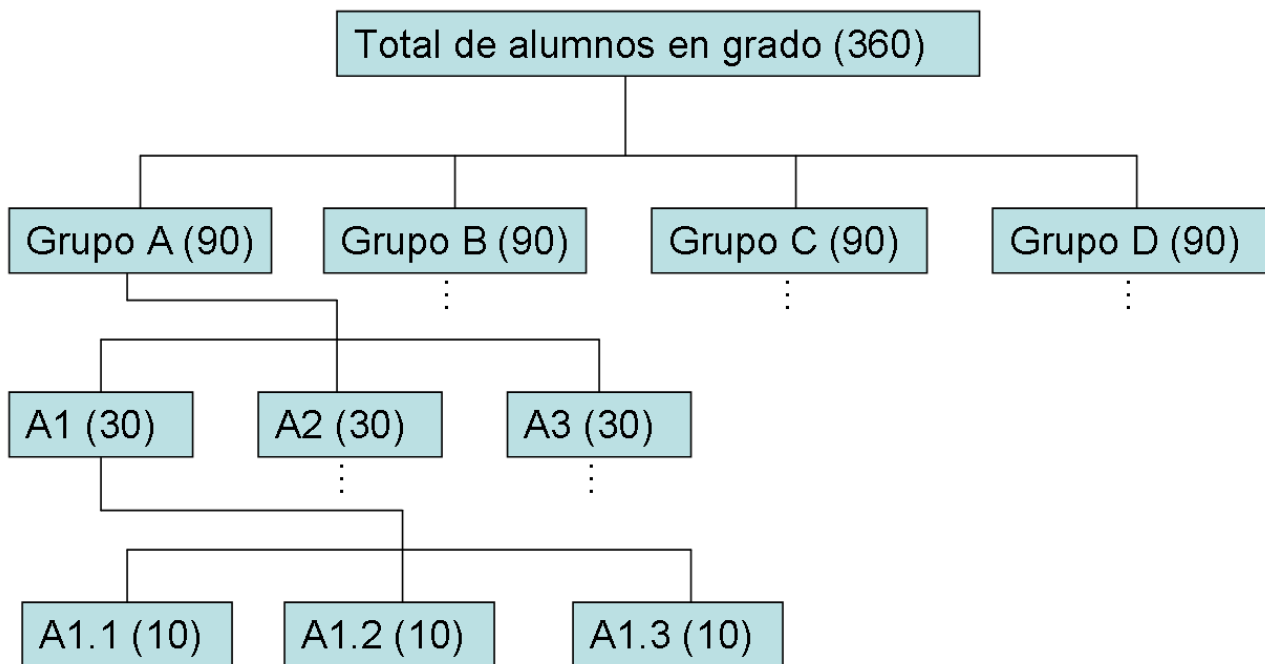 Total de alumnos en grado (360)
Grupo A (90)
Grupo B (90)
Grupo C (90)
Grupo D (90)
A1 (30)
A2 (30)
A3 (30)
A1.1 (10)
A1.2 (10)
A1.3 (10)